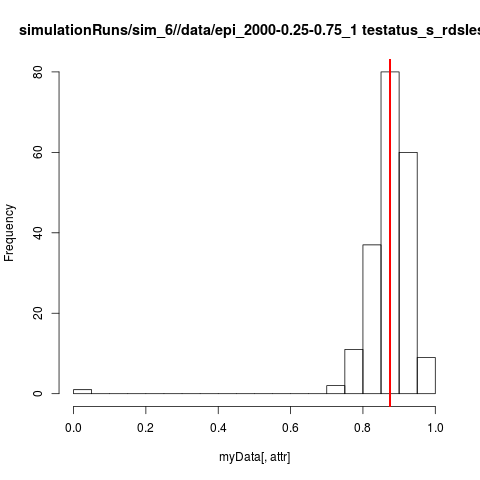 simulationRuns/sim_6//data/epi_2000-0.25-0.75_1 testatus_s_rdsles
80
60
40
20
0
Frequency
0.0 0.2 0.4 0.6 0.8 1.0
myData[, attr]